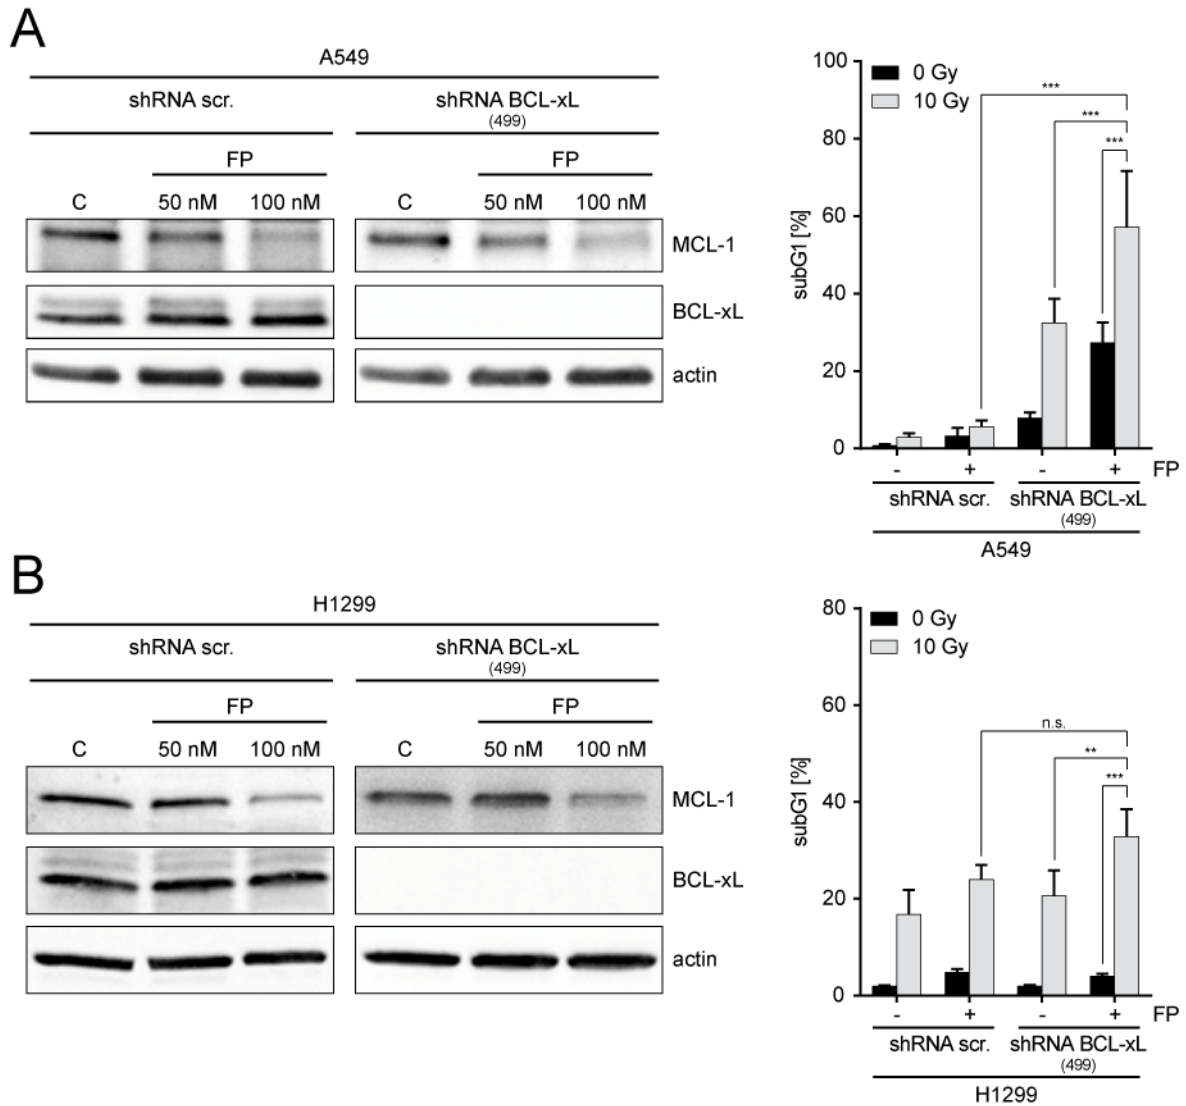 A
A549
shRNA scr.
shRNA BCL-xL
(499)
FP
FP
C
50 nM
100 nM
C
50 nM
100 nM
MCL-1
BCL-xL
actin
subG1 [%]
100
80
60
40
20
0
0 Gy
10 Gy
***
***
***
- + - + FP
shRNA scr.
shRNA BCL-xL
(499)
A549
B
H1299
shRNA scr.
shRNA BCL-xL
(499)
FP
FP
C
50 nM
100 nM
C
50 nM
100 nM
MCL-1
BCL-xL
actin
subG1 [%]
80
60
40
20
0
0 Gy
10 Gy
n.s.
**
***
- + - + FP
shRNA scr.
shRNA BCL-xL
(499)
H1299